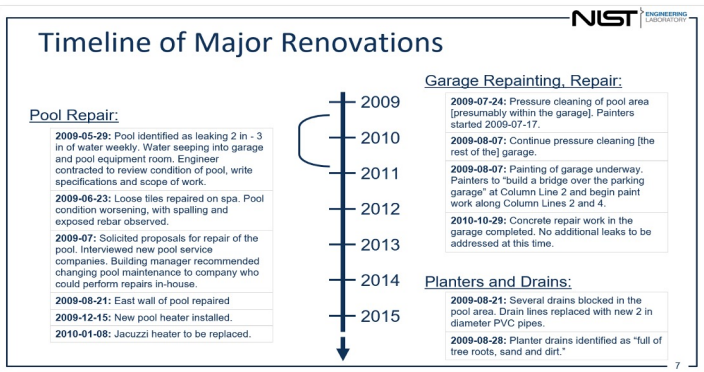 NIST ENGINEERING
LABORATORY
Timeline of Major Renovations
Pool Repair:
2009-05-29: Pool identified as leaking 2 in - 3
in of water weekly. Water seeping into garage
and pool equipment room. Engineer
contracted to review condition of pool, write
specifications and scope of work.
2009-06-23: Loose tiles repaired on spa. Pool
condition worsening, with spalling and
exposed rebar observed.
2009-07: Solicited proposals for repair of the
pool. Interviewed new pool service
companies. Building manager recommended
changing pool maintenance to company who
could perform repairs in-house.
2009-08-21: East wall of pool repaired
2009-12-15: New pool heater installed.
2010-01-08: Jacuzzi heater to be replaced.
2009
2010
2011
2012
2013
2014
2015
Garage Repainting, Repair:
2009-07-24: Pressure cleaning of pool area
[presumably within the garage]. Painters
started 2009-07-17.
2009-08-07: Continue pressure cleaning [the
rest of the] garage.
2009-08-07: Painting of garage underway.
Painters to “build a bridge over the parking
garage” at Column Line 2 and begin paint
work along Column Lines 2 and 4.
2010-10-29: Concrete repair work in the
garage completed. No additional leaks to be
addressed at this time.
Planters and Drains:
2009-08-21: Several drains blocked in the
pool area. Drain lines replaced with new 2 in
diameter PVC pipes.
2009-08-28: Planter drains identified as “full of
tree roots, sand and dirt.”
7